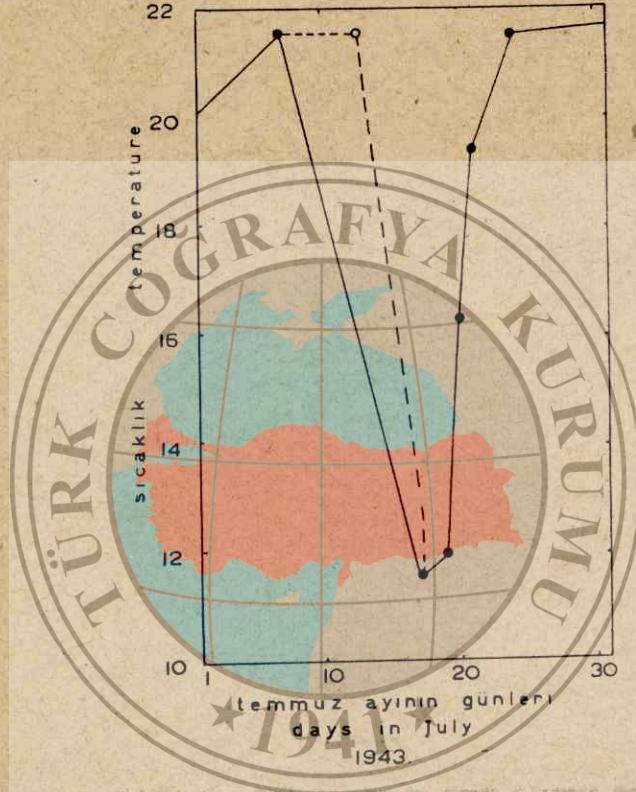 22
20
18
16
14
12
10
temperature
sıcaklık
1 10 20 30
temmuz ayının günleri
days in July
1943.
TÜRK COĞRAFYA KURUMU
1941